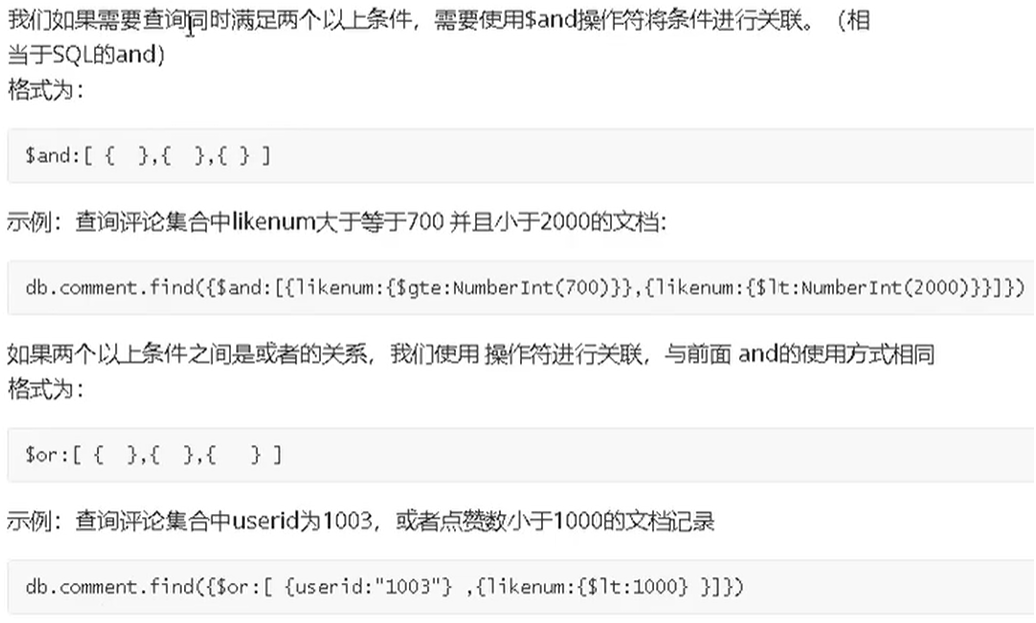 我们如果需要查询同时满足两个以上条件，需要使用$and操作符将条件进行关联。（相
当于SQL的and）
格式为：
$and:[ {  },{  },{ } ]
示例：查询评论集合中likenum大于等于700 并且小于2000的文档：
db.comment.find({$and:[{likenum:{$gte:NumberInt(700)}},{likenum:{$lt:NumberInt(2000)}}]})
如果两个以上条件之间是或者的关系，我们使用 操作符进行关联，与前面 and的使用方式相同
格式为：
$or:[ {  },{  },{   } ]
示例：查询评论集合中userid为1003，或者点赞数小于1000的文档记录
db.comment.find({$or:[ {userid:"1003"} ,{likenum:{$lt:1000} }]})